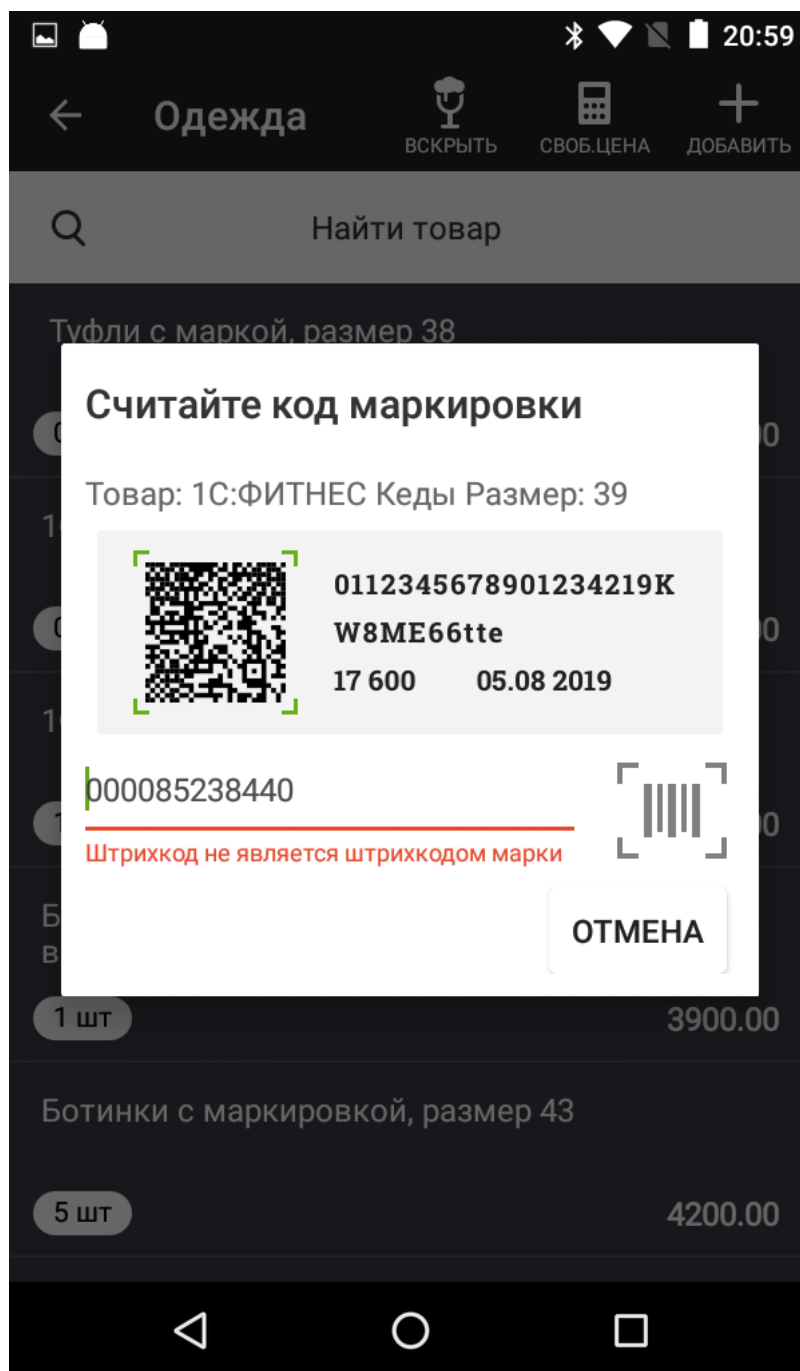 20:59
Одежда
ВСКРЫТЬ
СВОБ.ЦЕНА
ДОБАВИТЬ
Найти товар
Туфли с маркой, размер 38
Считайте код маркировки
Товар: 1С:ФИТНЕС Кеды Размер: 39
0112345678901234219K
W8ME66tte
17 600 05.08 2019
000085238440
Штрихкод не является штрихкодом марки
ОТМЕНА
1 шт 3900.00
Ботинки с маркировкой, размер 43
5 шт 4200.00